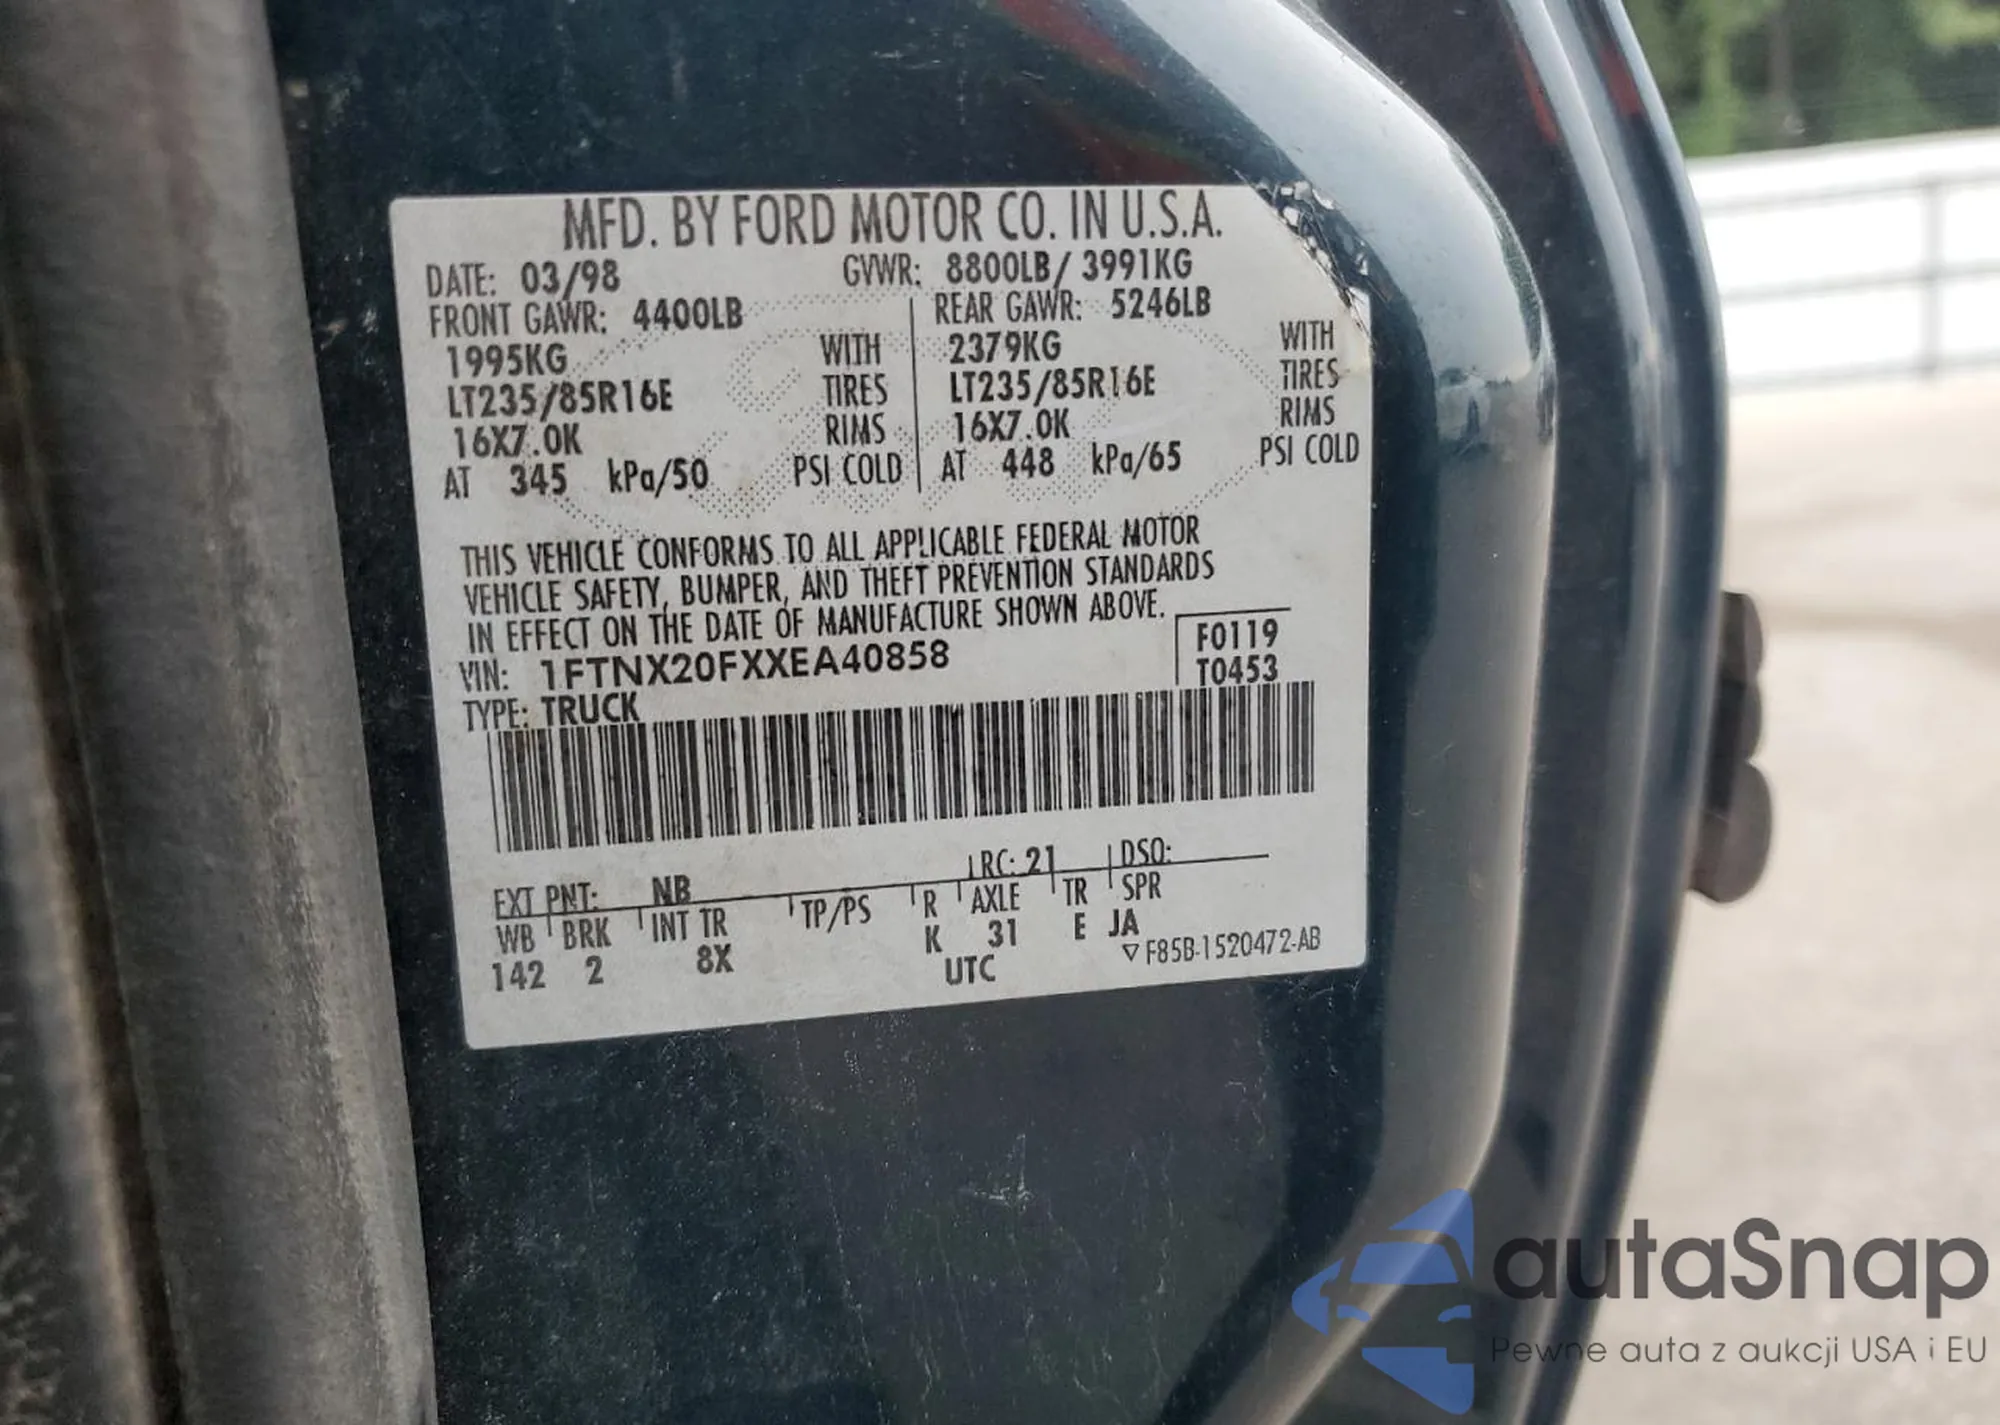 MFD. BY FORD MOTOR CO. IN U.S.A.
DATE: 03/98 GVWR: 8800LB/ 3991KG
FRONT GAWR: 4400LB REAR GAWR: 5246LB
1995KG WITH 2379KG WITH
LT235/85R16E TIRES LT235/85R16E TIRES
16X7.0K RIMS 16X7.0K RIMS
AT 345 kPa/50 PSI COLD AT 448 kPa/65 PSI COLD
THIS VEHICLE CONFORMS TO ALL APPLICABLE FEDERAL MOTOR
VEHICLE SAFETY, BUMPER, AND THEFT PREVENTION STANDARDS
IN EFFECT ON THE DATE OF MANUFACTURE SHOWN ABOVE.
VIN: 1FTNX20FXXEA40858 F0119
TYPE: TRUCK T0453
EXT PNT: NB RC: 21 DSO:
WB BRK INT TR TP/PS R AXLE TR SPR
142 2 8X K 31 E JA
UTC ▽F85B-1520472-AB
autaSnap
Pewne auta z aukcji USA i EU